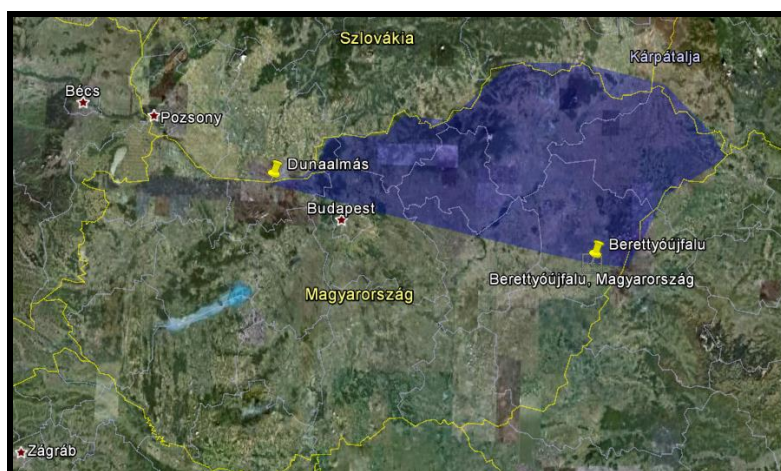 Szlovákia
Kárpátalja
Bécs
Pozsony
Dunaalmás
Budapest
Berettyóújfalu
Berettyóújfalu, Magyarország
Magyarország
Zágráb